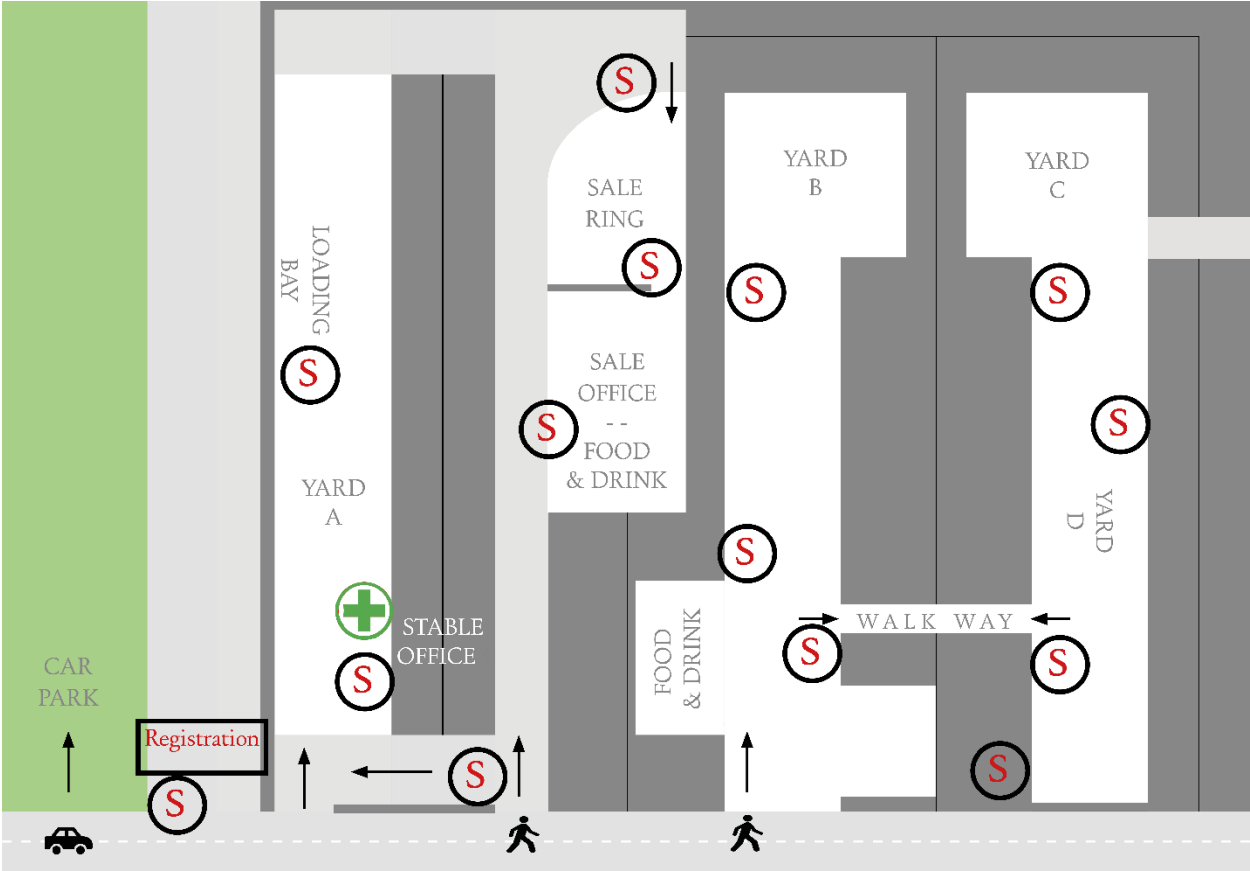 S
SALE
RING
YARD
B
YARD
C
LOADING
BAY
S
S
S
S
SALE
OFFICE
- -
FOOD
& DRINK
S
S
YARD
A
YARD
D
S
STABLE
OFFICE
WALK WAY
FOOD
& DRINK
S
S
S
CAR
PARK
Registration
S
S
S